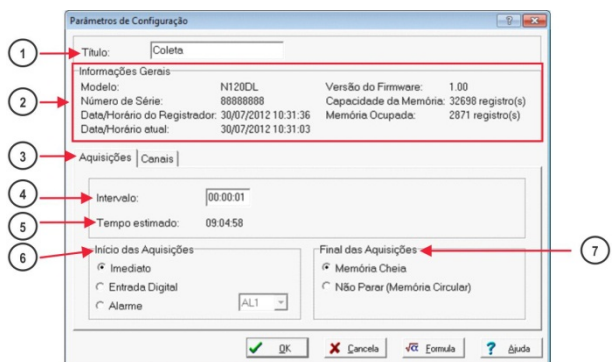 Parâmetros de Configuração
1
Título: Coleta
Informações Gerais
2
Modelo: N120DL Versão do Firmware: 1.00
Número de Série: 88888888 Capacidade da Memória: 32698 registro(s)
Data/Horário do Registrador: 30/07/2012 10:31:36 Memória Ocupada: 2871 registro(s)
Data/Horário atual: 30/07/2012 10:31:03
3
Aquisições Canais
4
Intervalo: 00:00:01
5
Tempo estimado: 09:04:58
6
Início das Aquisições Final das Aquisições
7
Imediato Memória Cheia
Entrada Digital Não Parar (Memória Circular)
Alarme AL1
OK Cancela √α Formula ? Ajuda